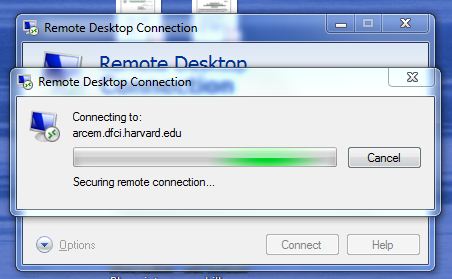 Remote Desktop Connection
Remote Desktop
Connection
Remote Desktop Connection
Connecting to:
arcem.dfci.harvard.edu
Cancel
Securing remote connection...
Options
Connect
Help